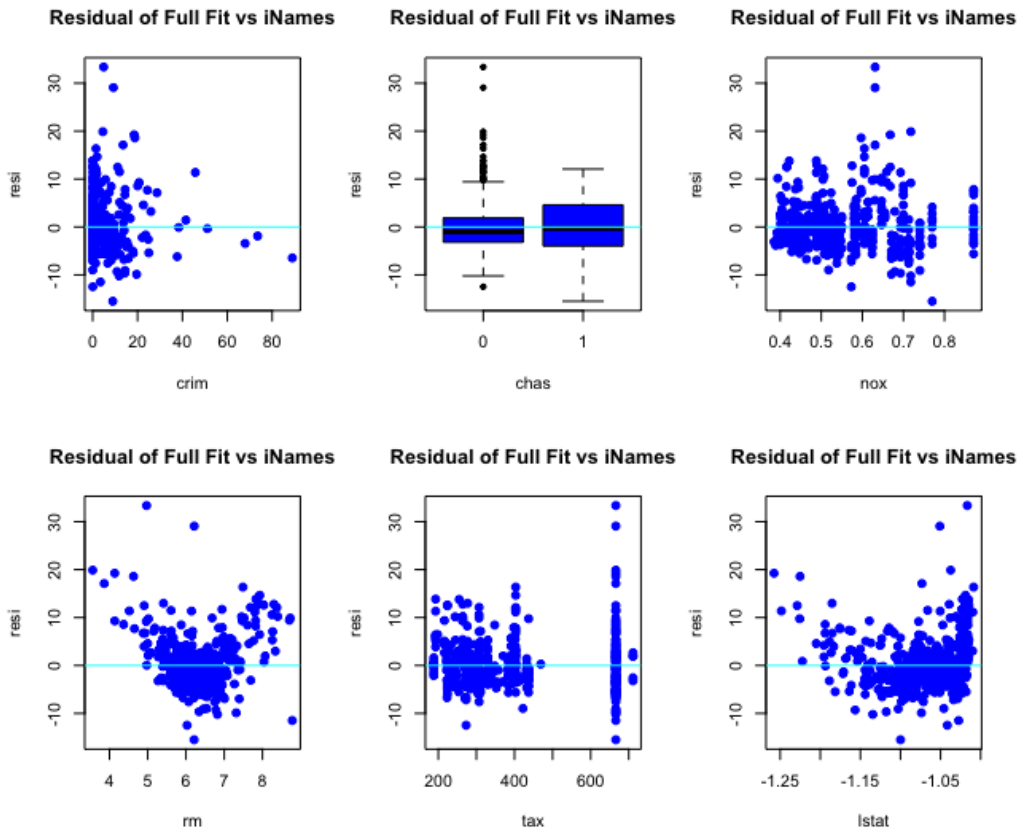 Residual of Full Fit vs iNames
Residual of Full Fit vs iNames
Residual of Full Fit vs iNames
resi
-10 0 10 20 30
0 20 40 60 80
crim
resi
-10 0 10 20 30
0 1
chas
resi
-10 0 10 20 30
0.4 0.5 0.6 0.7 0.8
nox
Residual of Full Fit vs iNames
Residual of Full Fit vs iNames
Residual of Full Fit vs iNames
resi
-10 0 10 20 30
4 5 6 7 8
rm
resi
-10 0 10 20 30
200 400 600
tax
resi
-10 0 10 20 30
-1.25 -1.15 -1.05
lstat